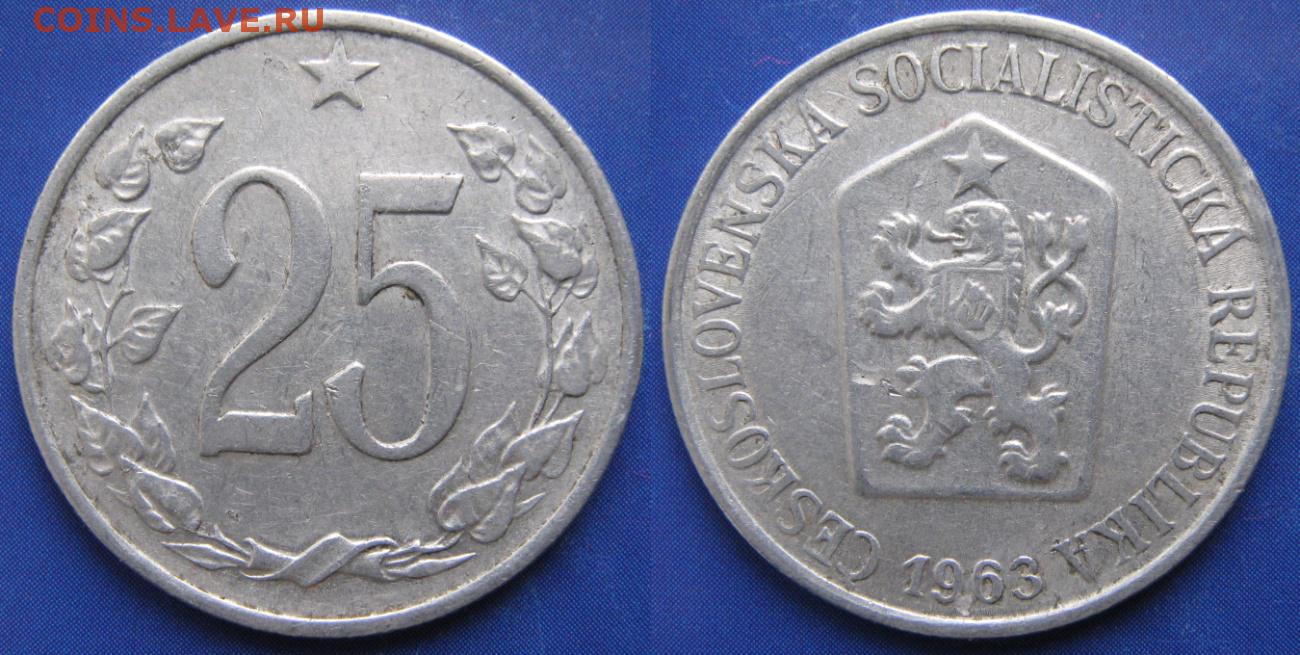 COINS.LAVE.RU
25
ČESKOSLOVENSKÁ SOCIALISTICKÁ REPUBLIKA
1963